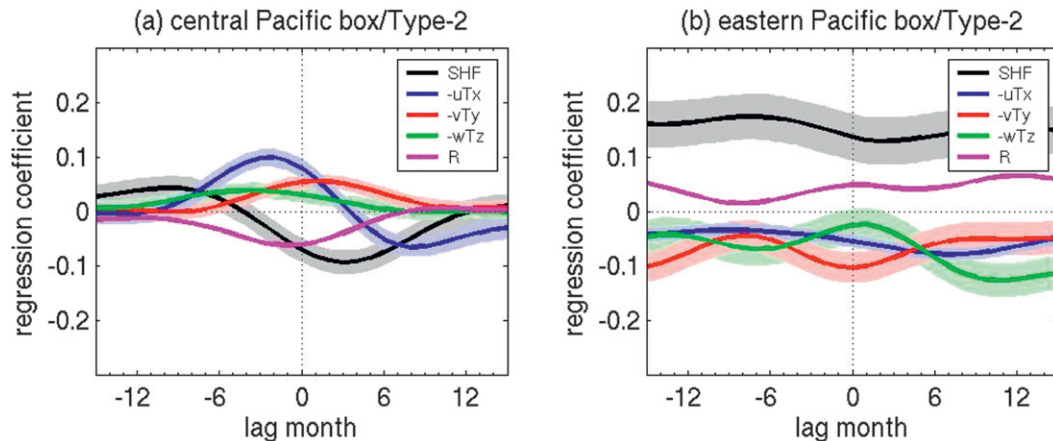 (a) central Pacific box/Type-2
regression coefficient
0.2
0.1
0
-0.1
-0.2
SHF
-uTx
-vTy
-wTz
R
-12
-6
0
6
12
lag month
(b) eastern Pacific box/Type-2
regression coefficient
0.2
0.1
0
-0.1
-0.2
SHF
-uTx
-vTy
-wTz
R
-12
-6
0
6
12
lag month